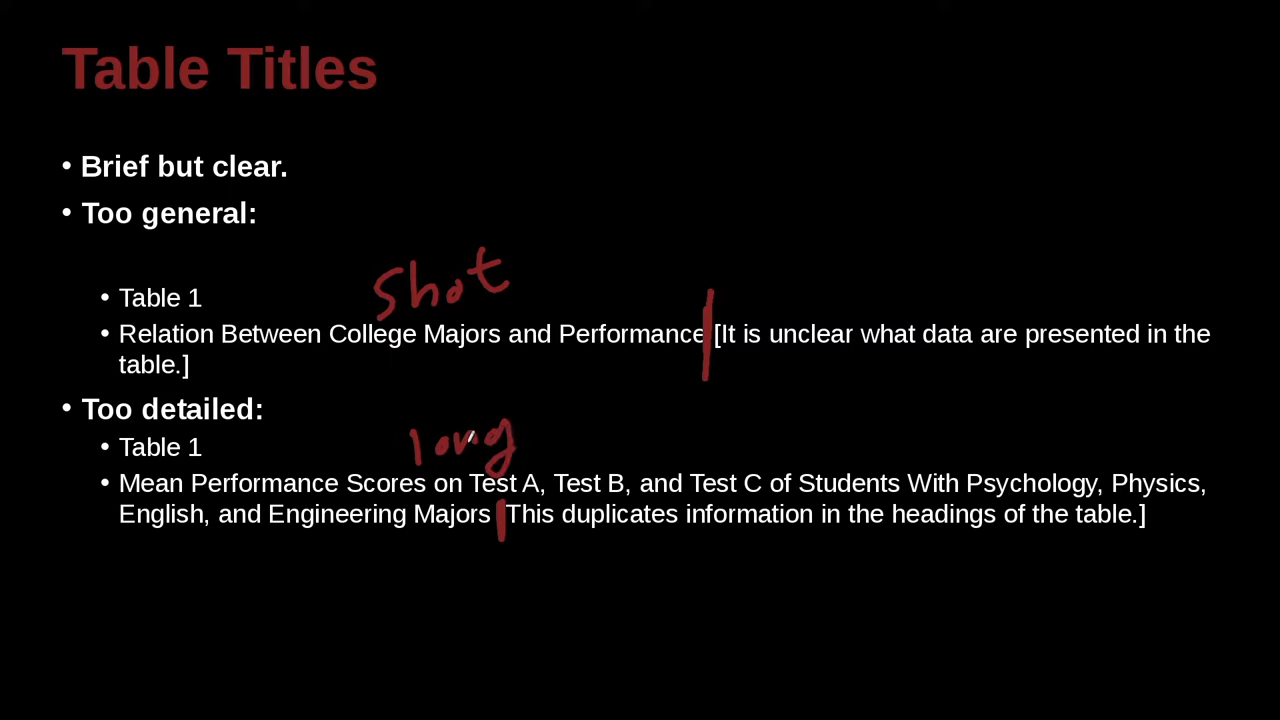 Table Titles
• Brief but clear.
• Too general:
shot
• Table 1
• Relation Between College Majors and Performance [It is unclear what data are presented in the
table.]
• Too detailed:
long
• Table 1
• Mean Performance Scores on Test A, Test B, and Test C of Students With Psychology, Physics,
English, and Engineering Majors This duplicates information in the headings of the table.]